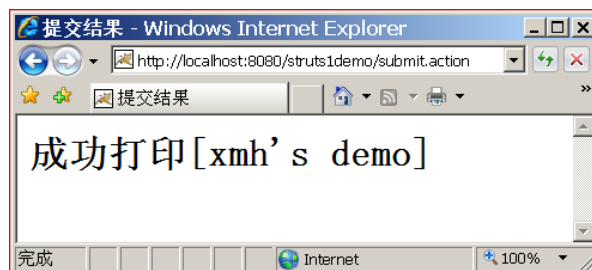 提交结果 - Windows Internet Explorer
http://localhost:8080/struts1demo/submit.action
提交结果
»
成功打印[xmh's demo]
完成 Internet 100%